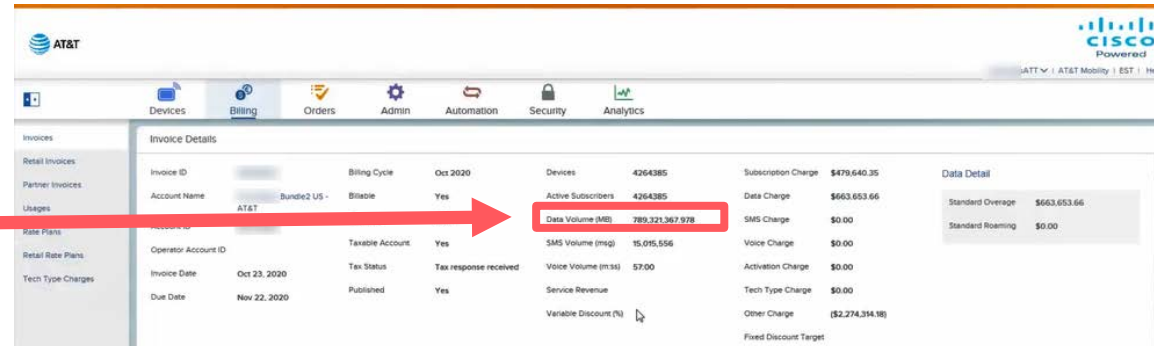 AT&T
CISCO
Powered
ATT | AT&T Mobility | EST | He
Devices Billing Orders Admin Automation Security Analytics
Invoices
Retail Invoices
Partner Invoices
Usages
Rate Plans
Retail Rate Plans
Tech Type Charges
Invoice Details
Invoice ID
Account Name Bundle2 US - AT&T
Operator Account ID
Invoice Date Oct 23, 2020
Due Date Nov 22, 2020
Billing Cycle Oct 2020
Billable Yes
Taxable Account Yes
Tax Status Tax response received
Published Yes
Devices 4264385
Active Subscribers 4264385
Data Volume (MB) 789,321,367.978
SMS Volume (msg) 15,015,556
Voice Volume (m:ss) 57:00
Service Revenue
Variable Discount (%)
Subscription Charge $479,640.35
Data Charge $663,653.66
SMS Charge $0.00
Voice Charge $0.00
Activation Charge $0.00
Tech Type Charge $0.00
Other Charge ($2,274,314.18)
Fixed Discount Target
Data Detail
Standard Overage $663,653.66
Standard Roaming $0.00